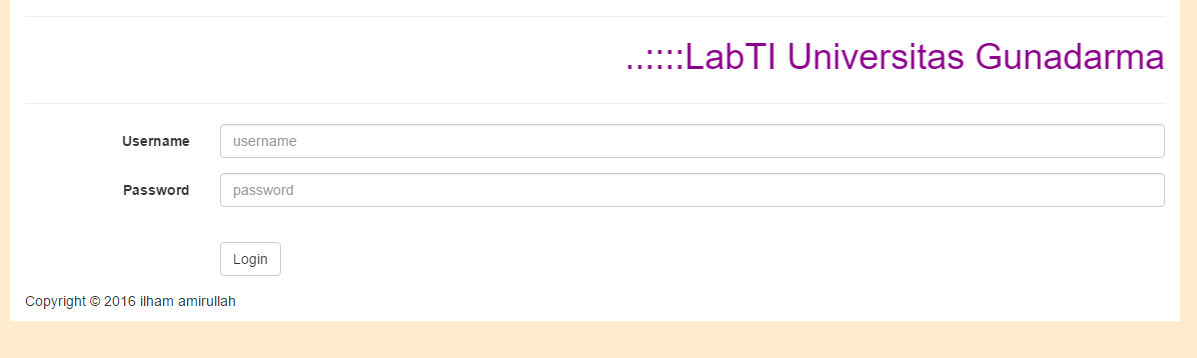 ..::::LabTI Universitas Gunadarma
Username username
Password password
Login
Copyright © 2016 ilham amirullah